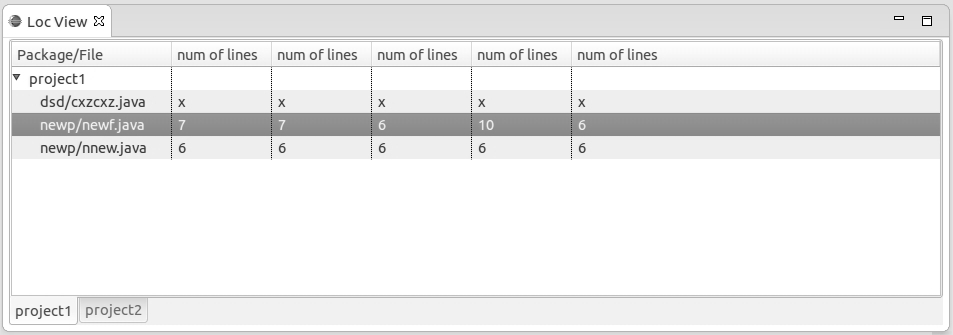 Loc View
Package/File num of lines num of lines num of lines num of lines num of lines
project1
dsd/cxzcxz.java x x x x x
newp/newf.java 7 7 6 10 6
newp/nnew.java 6 6 6 6 6
project1 project2